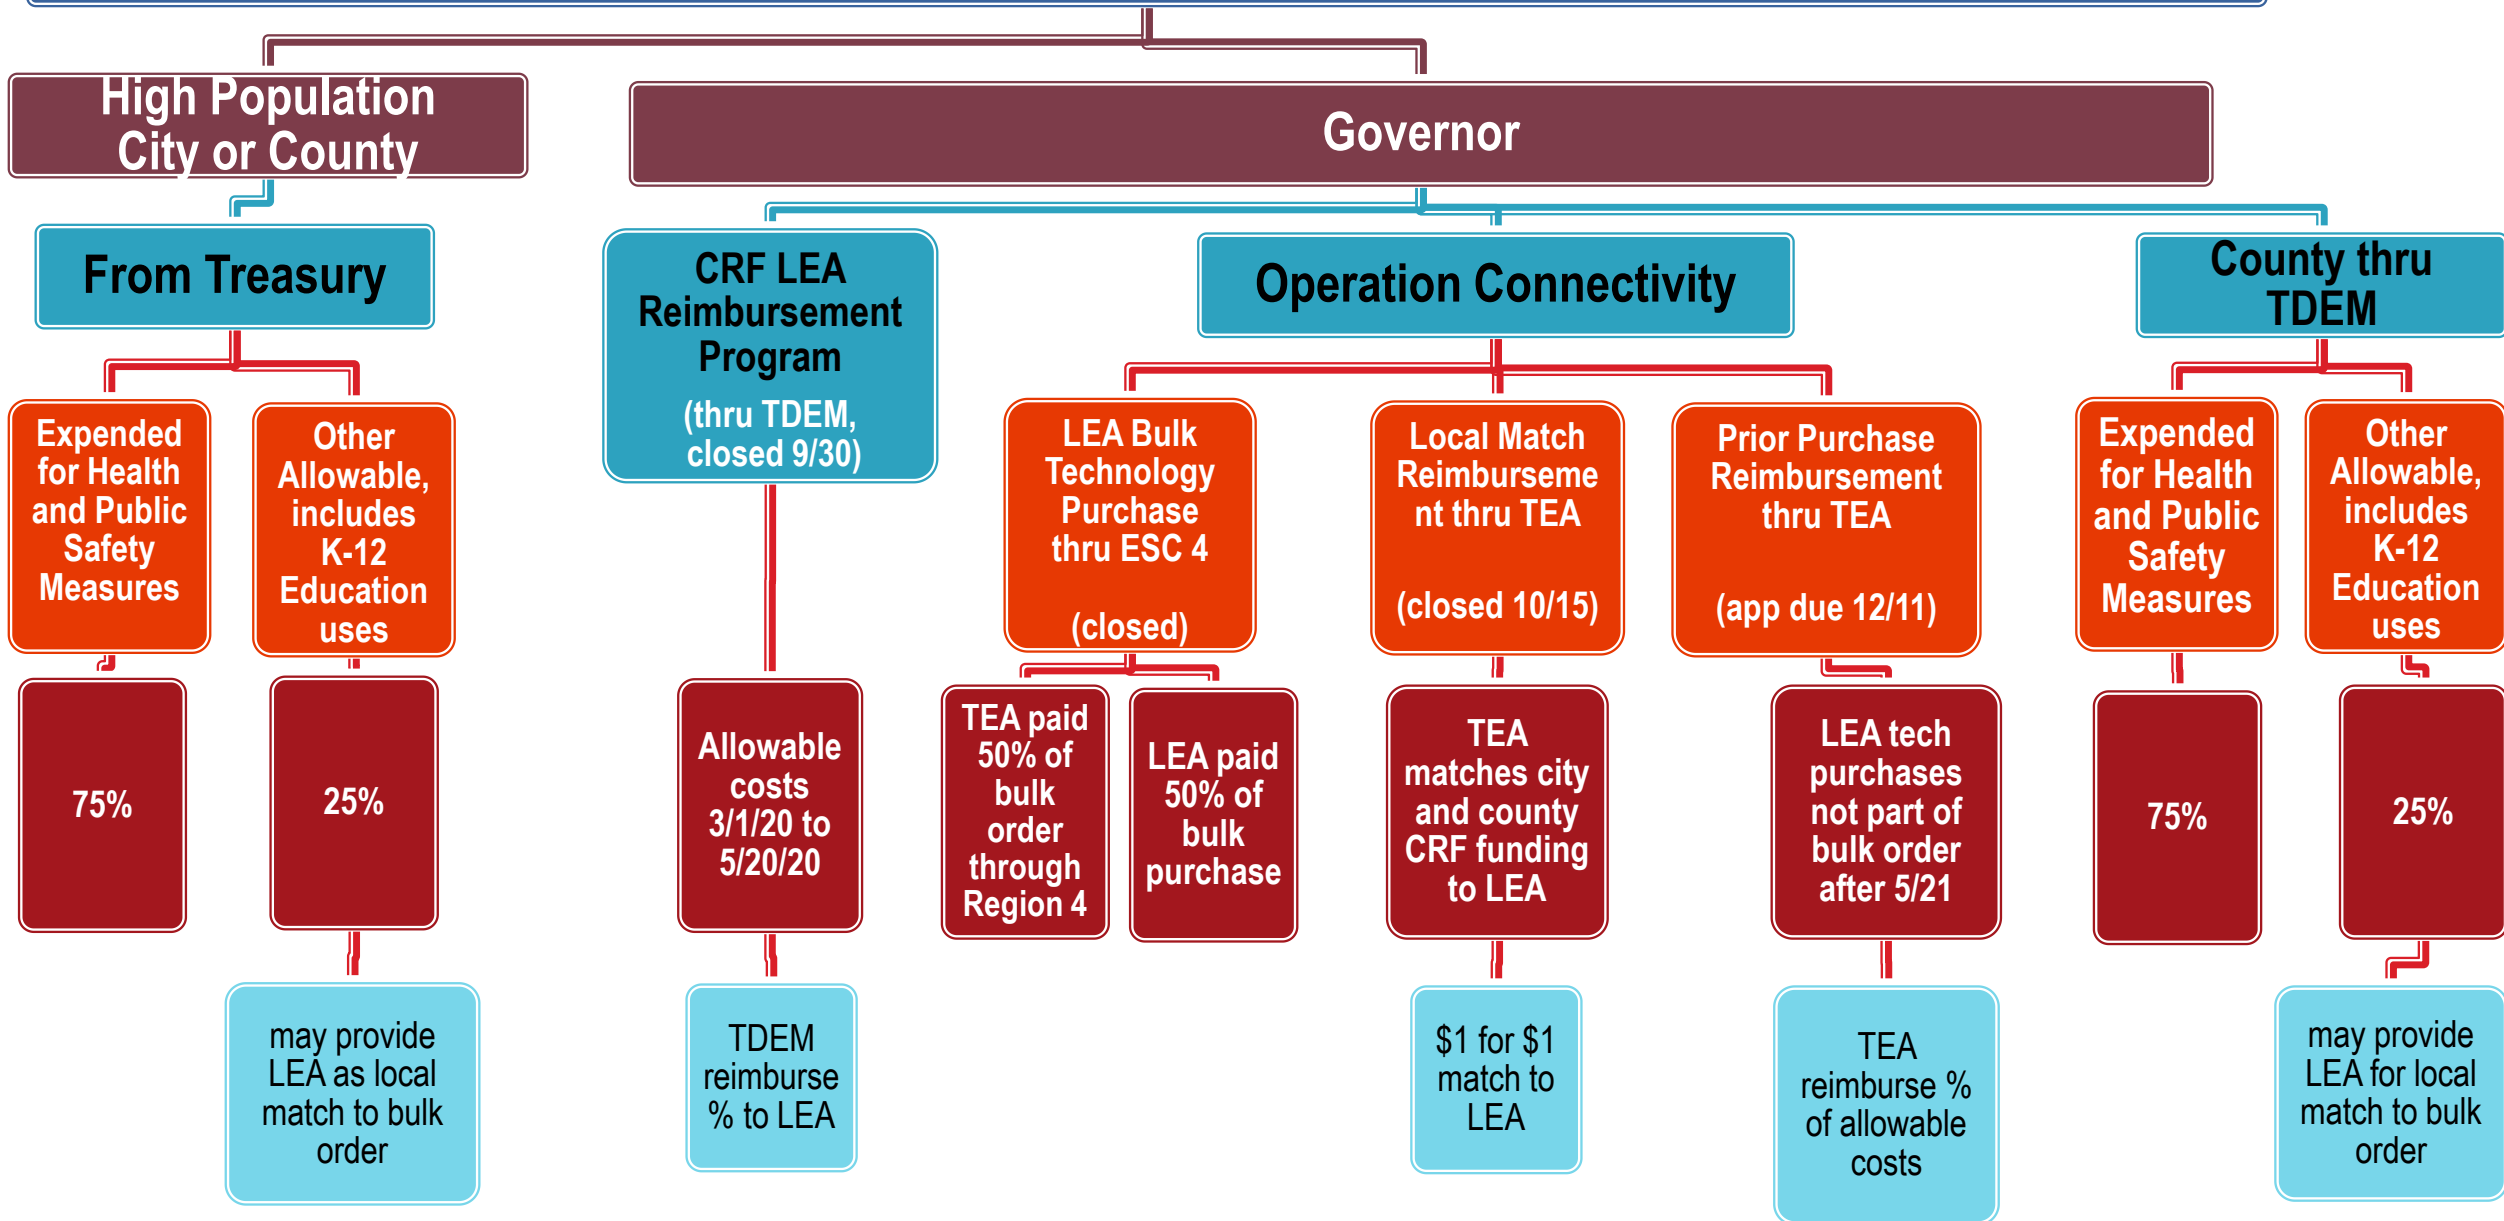 High Population
City or County
Governor
From Treasury
CRF LEA
Reimbursement
Program
(thru TDEM,
closed 9/30)
Operation Connectivity
County thru
TDEM
Expended
for Health
and Public
Safety
Measures
Other
Allowable,
includes
K-12
Education
uses
LEA Bulk
Technology
Purchase
thru ESC 4
(closed)
Local Match
Reimburseme
nt thru TEA
(closed 10/15)
Prior Purchase
Reimbursement
thru TEA
(app due 12/11)
Expended
for Health
and Public
Safety
Measures
Other
Allowable,
includes
K-12
Education
uses
75%
25%
Allowable
costs
3/1/20 to
5/20/20
TEA paid
50% of
bulk
order
through
Region 4
LEA paid
50% of
bulk
purchase
TEA
matches city
and county
CRF funding
to LEA
LEA tech
purchases
not part of
bulk order
after 5/21
75%
25%
may provide
LEA as local
match to bulk
order
TDEM
reimburse
% to LEA
$1 for $1
match to
LEA
TEA
reimburse %
of allowable
costs
may provide
LEA for local
match to bulk
order